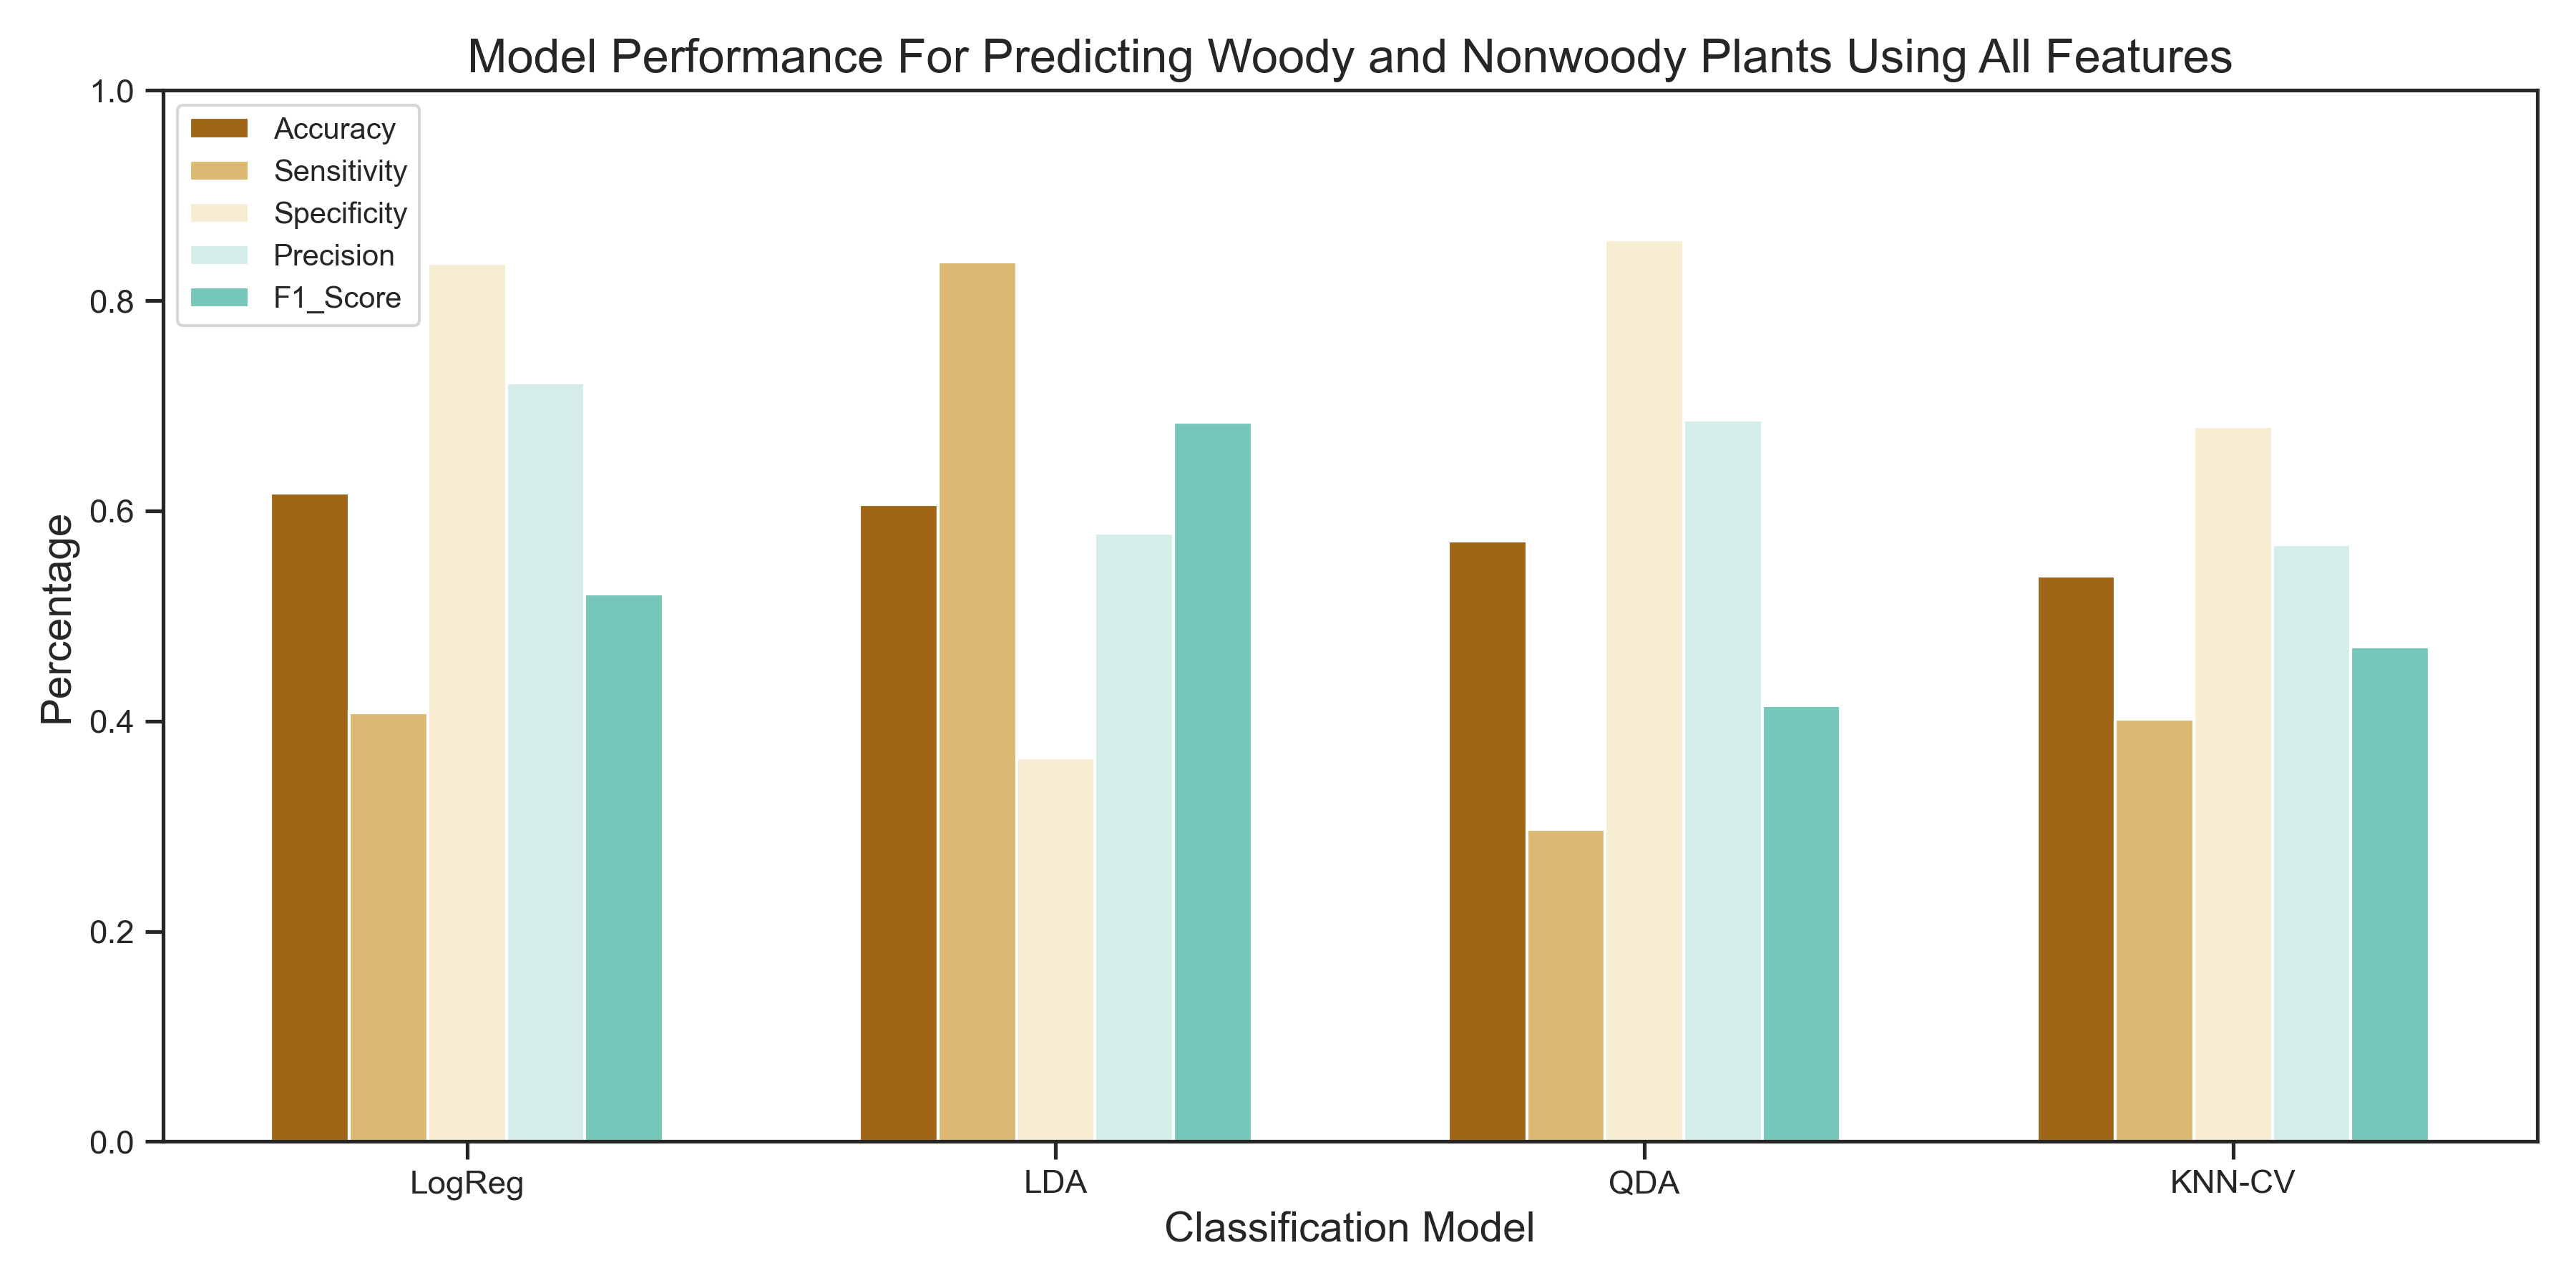 Model Performance For Predicting Woody and Nonwoody Plants Using All Features
1.0
0.8
0.6
0.4
0.2
0.0
Percentage
Accuracy
Sensitivity
Specificity
Precision
F1_Score
LogReg
LDA
QDA
KNN-CV
Classification Model